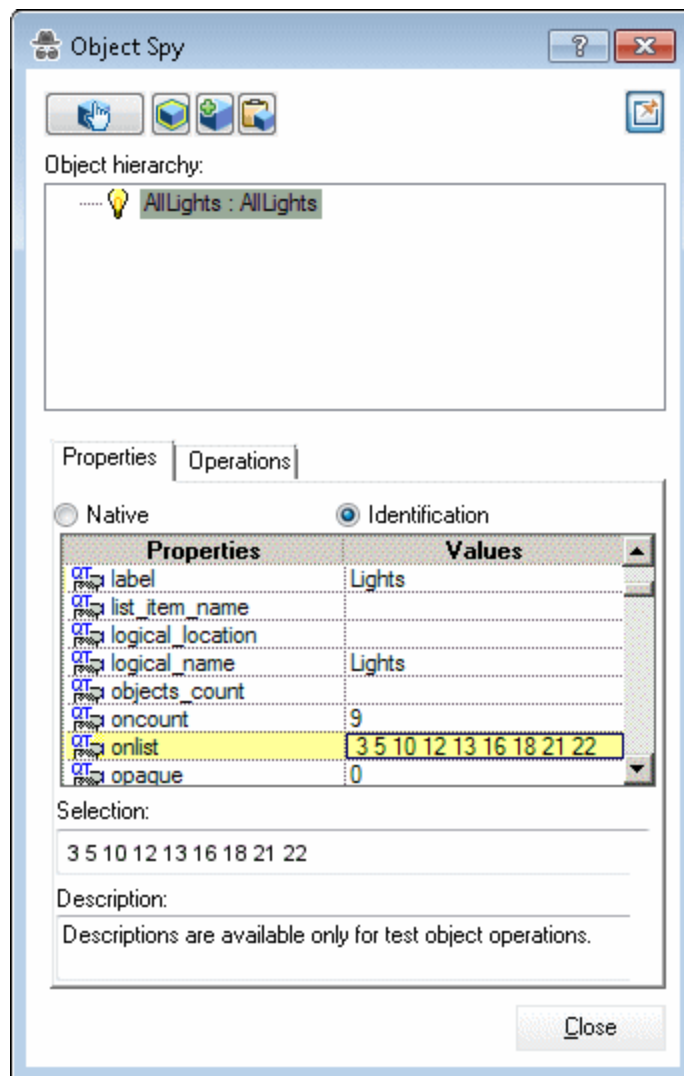 Object Spy
?
Object hierarchy:
AllLights : AllLights
Properties Operations
Native Identification
Properties Values
label Lights
list_item_name
logical_location
logical_name Lights
objects_count
oncount 9
onlist 3 5 10 12 13 16 18 21 22
opaque 0
Selection:
3 5 10 12 13 16 18 21 22
Description:
Descriptions are available only for test object operations.
Close